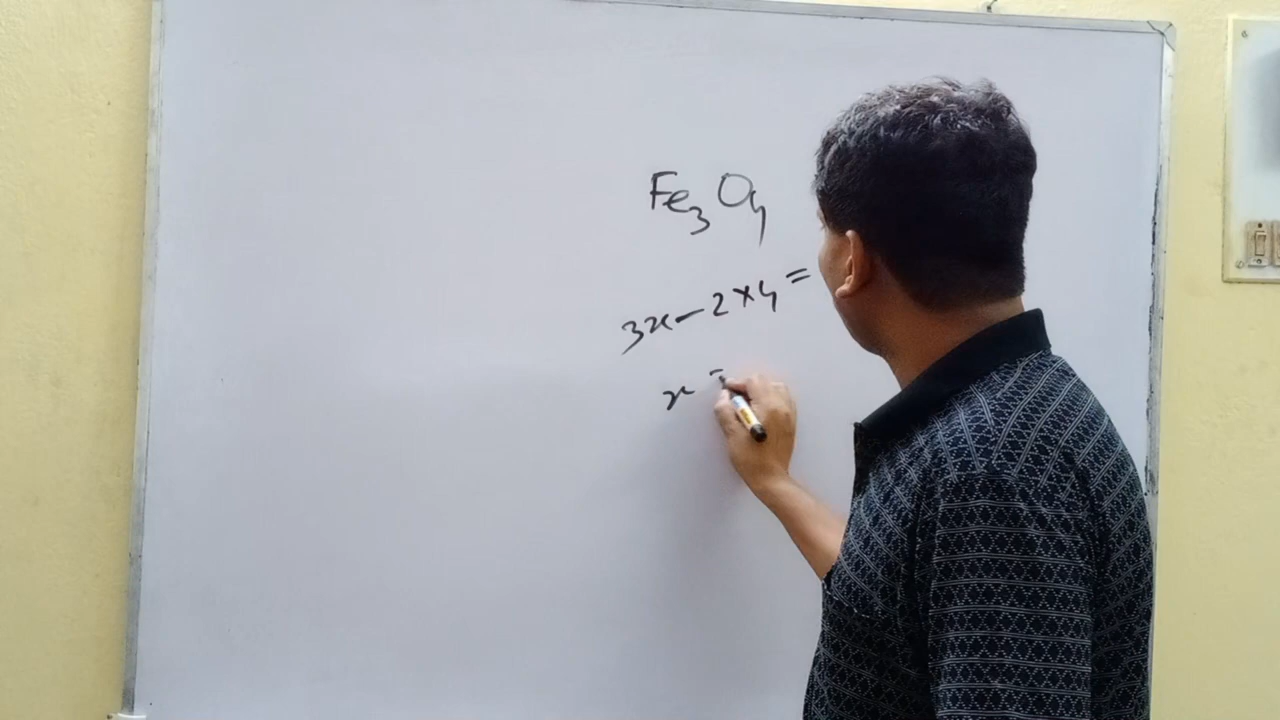 Fe₃O₄
3x-2×4=
x=